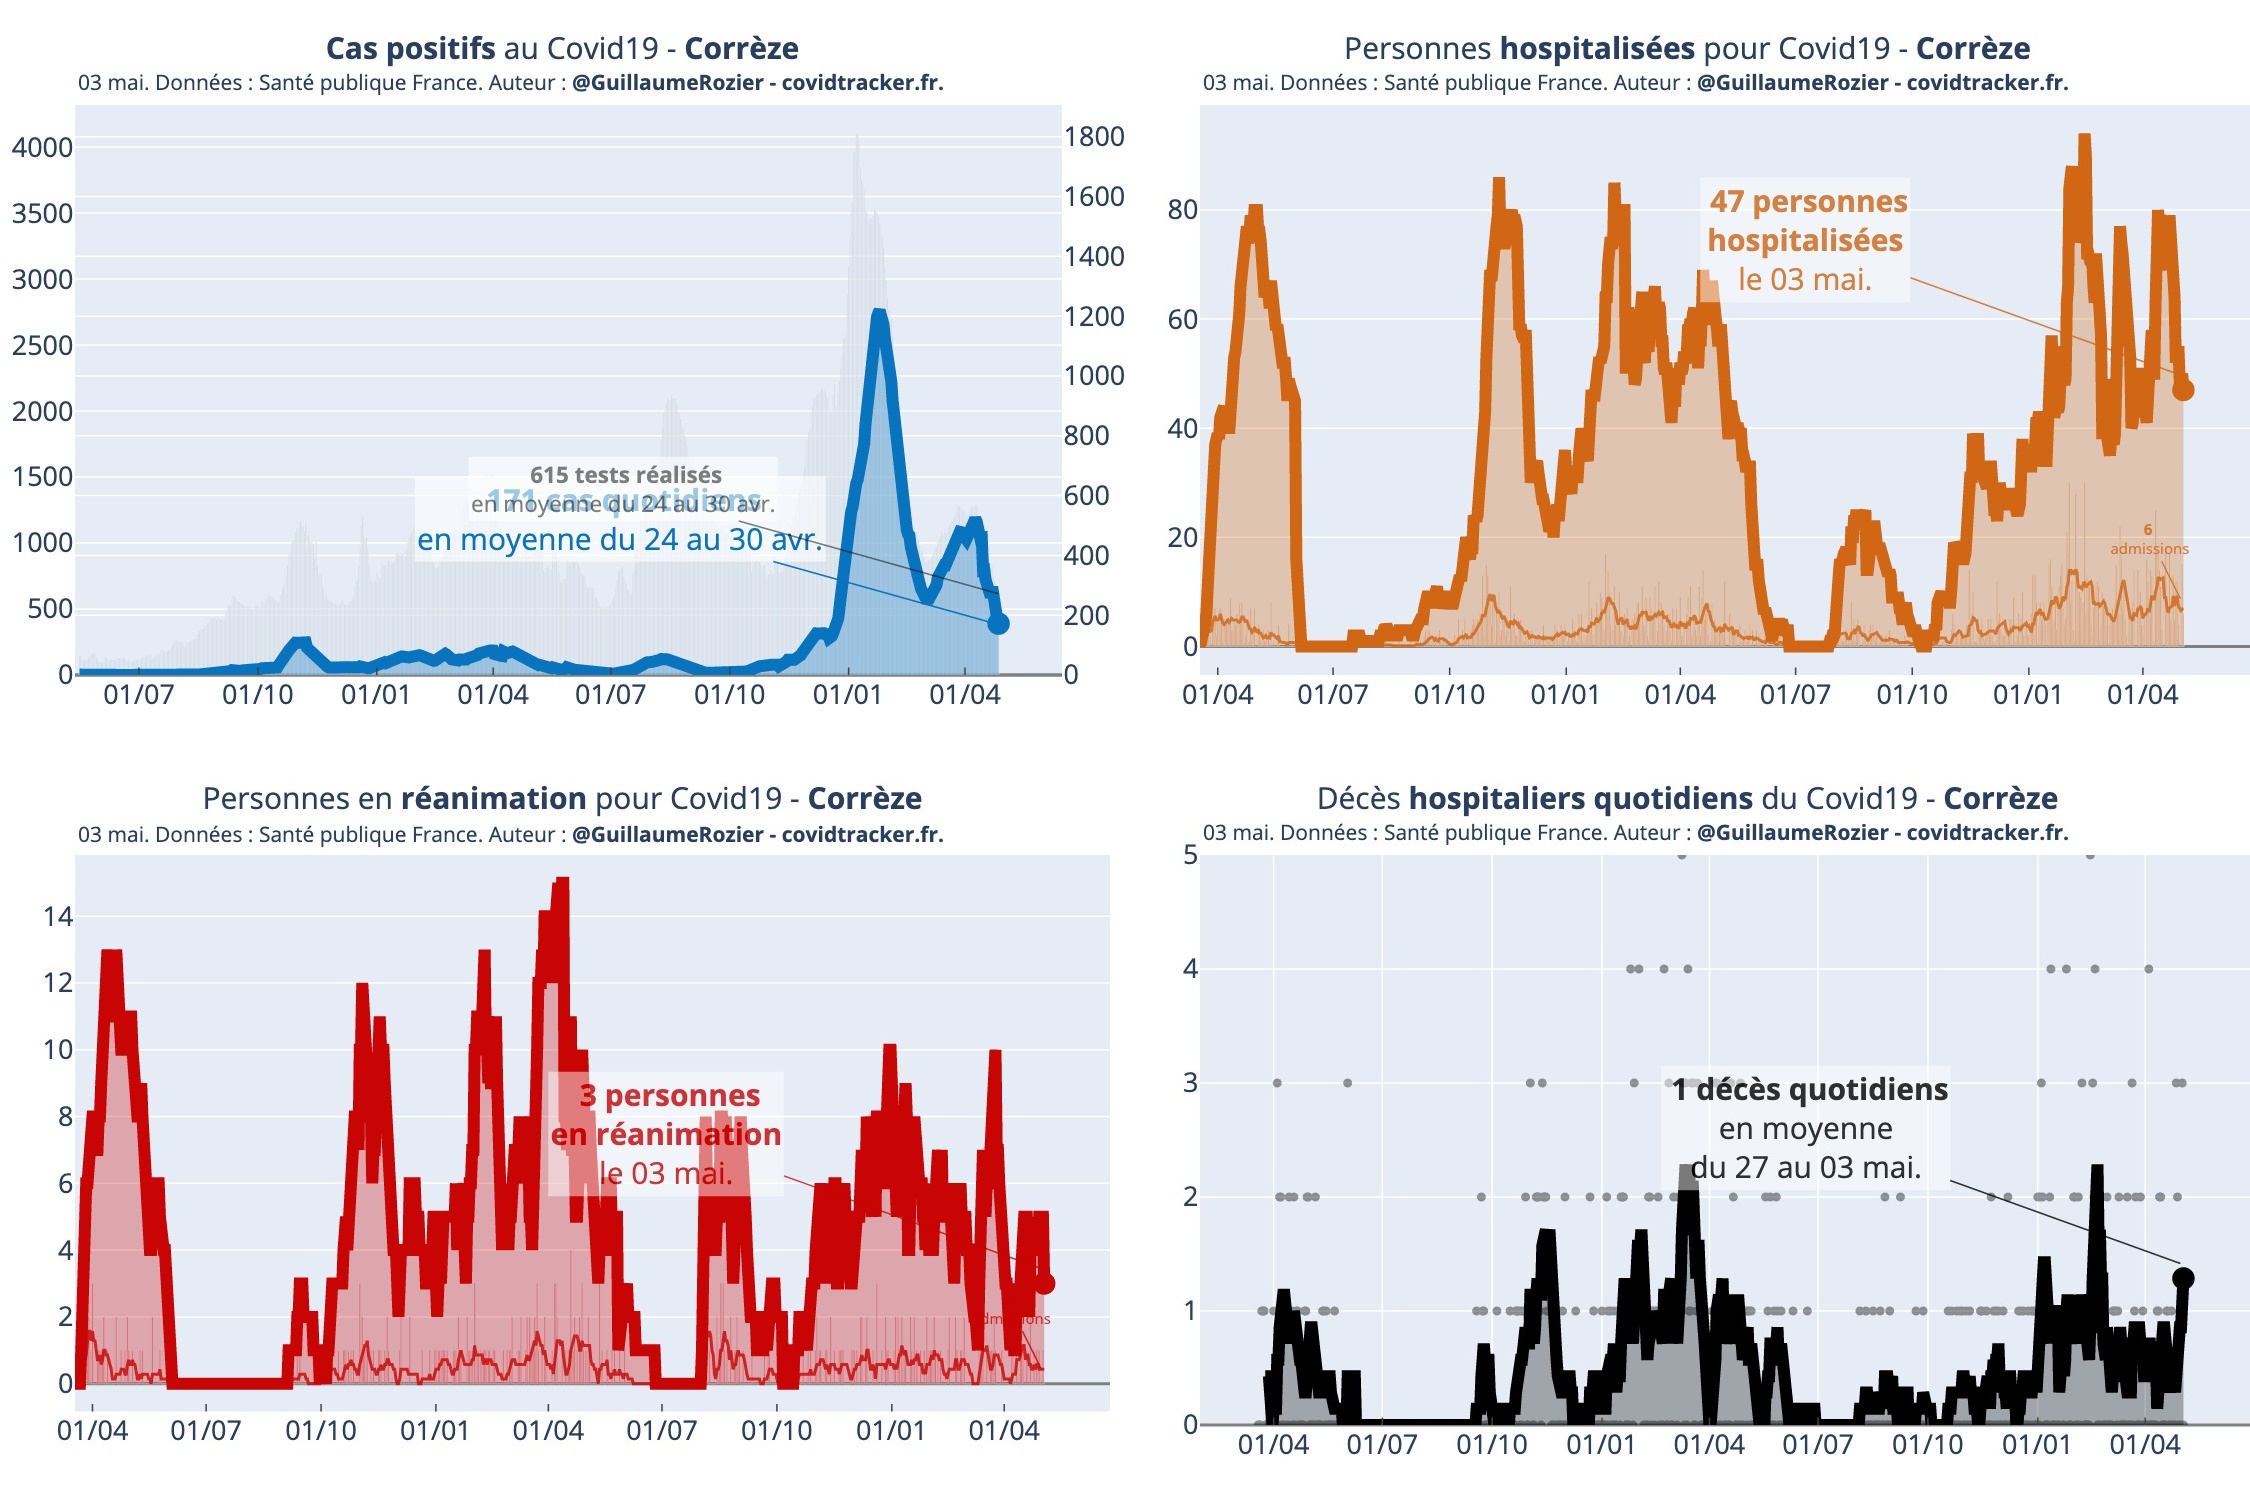 Cas positifs au Covid19 - Corrèze
03 mai. Données : Santé publique France. Auteur : @GuillaumeRozier - covidtracker.fr.
4000
3500
3000
2500
2000
1500
1000
500
0
1800
1600
1400
1200
1000
800
600
400
200
0
615 tests réalisés
en moyenne du 24 au 30 avr.
171 cas quotidiens
en moyenne du 24 au 30 avr.
01/07 01/10 01/01 01/04 01/07 01/10 01/01 01/04
Personnes hospitalisées pour Covid19 - Corrèze
03 mai. Données : Santé publique France. Auteur : @GuillaumeRozier - covidtracker.fr.
80
60
40
20
0
47 personnes
hospitalisées
le 03 mai.
6
admissions
01/04 01/07 01/10 01/01 01/04 01/07 01/10 01/01 01/04
Personnes en réanimation pour Covid19 - Corrèze
03 mai. Données : Santé publique France. Auteur : @GuillaumeRozier - covidtracker.fr.
14
12
10
8
6
4
2
0
3 personnes
en réanimation
le 03 mai.
01/04 01/07 01/10 01/01 01/04 01/07 01/10 01/01 01/04
Décès hospitaliers quotidiens du Covid19 - Corrèze
03 mai. Données : Santé publique France. Auteur : @GuillaumeRozier - covidtracker.fr.
5
4
3
2
1
0
1 décès quotidiens
en moyenne
du 27 au 03 mai.
01/04 01/07 01/10 01/01 01/04 01/07 01/10 01/01 01/04